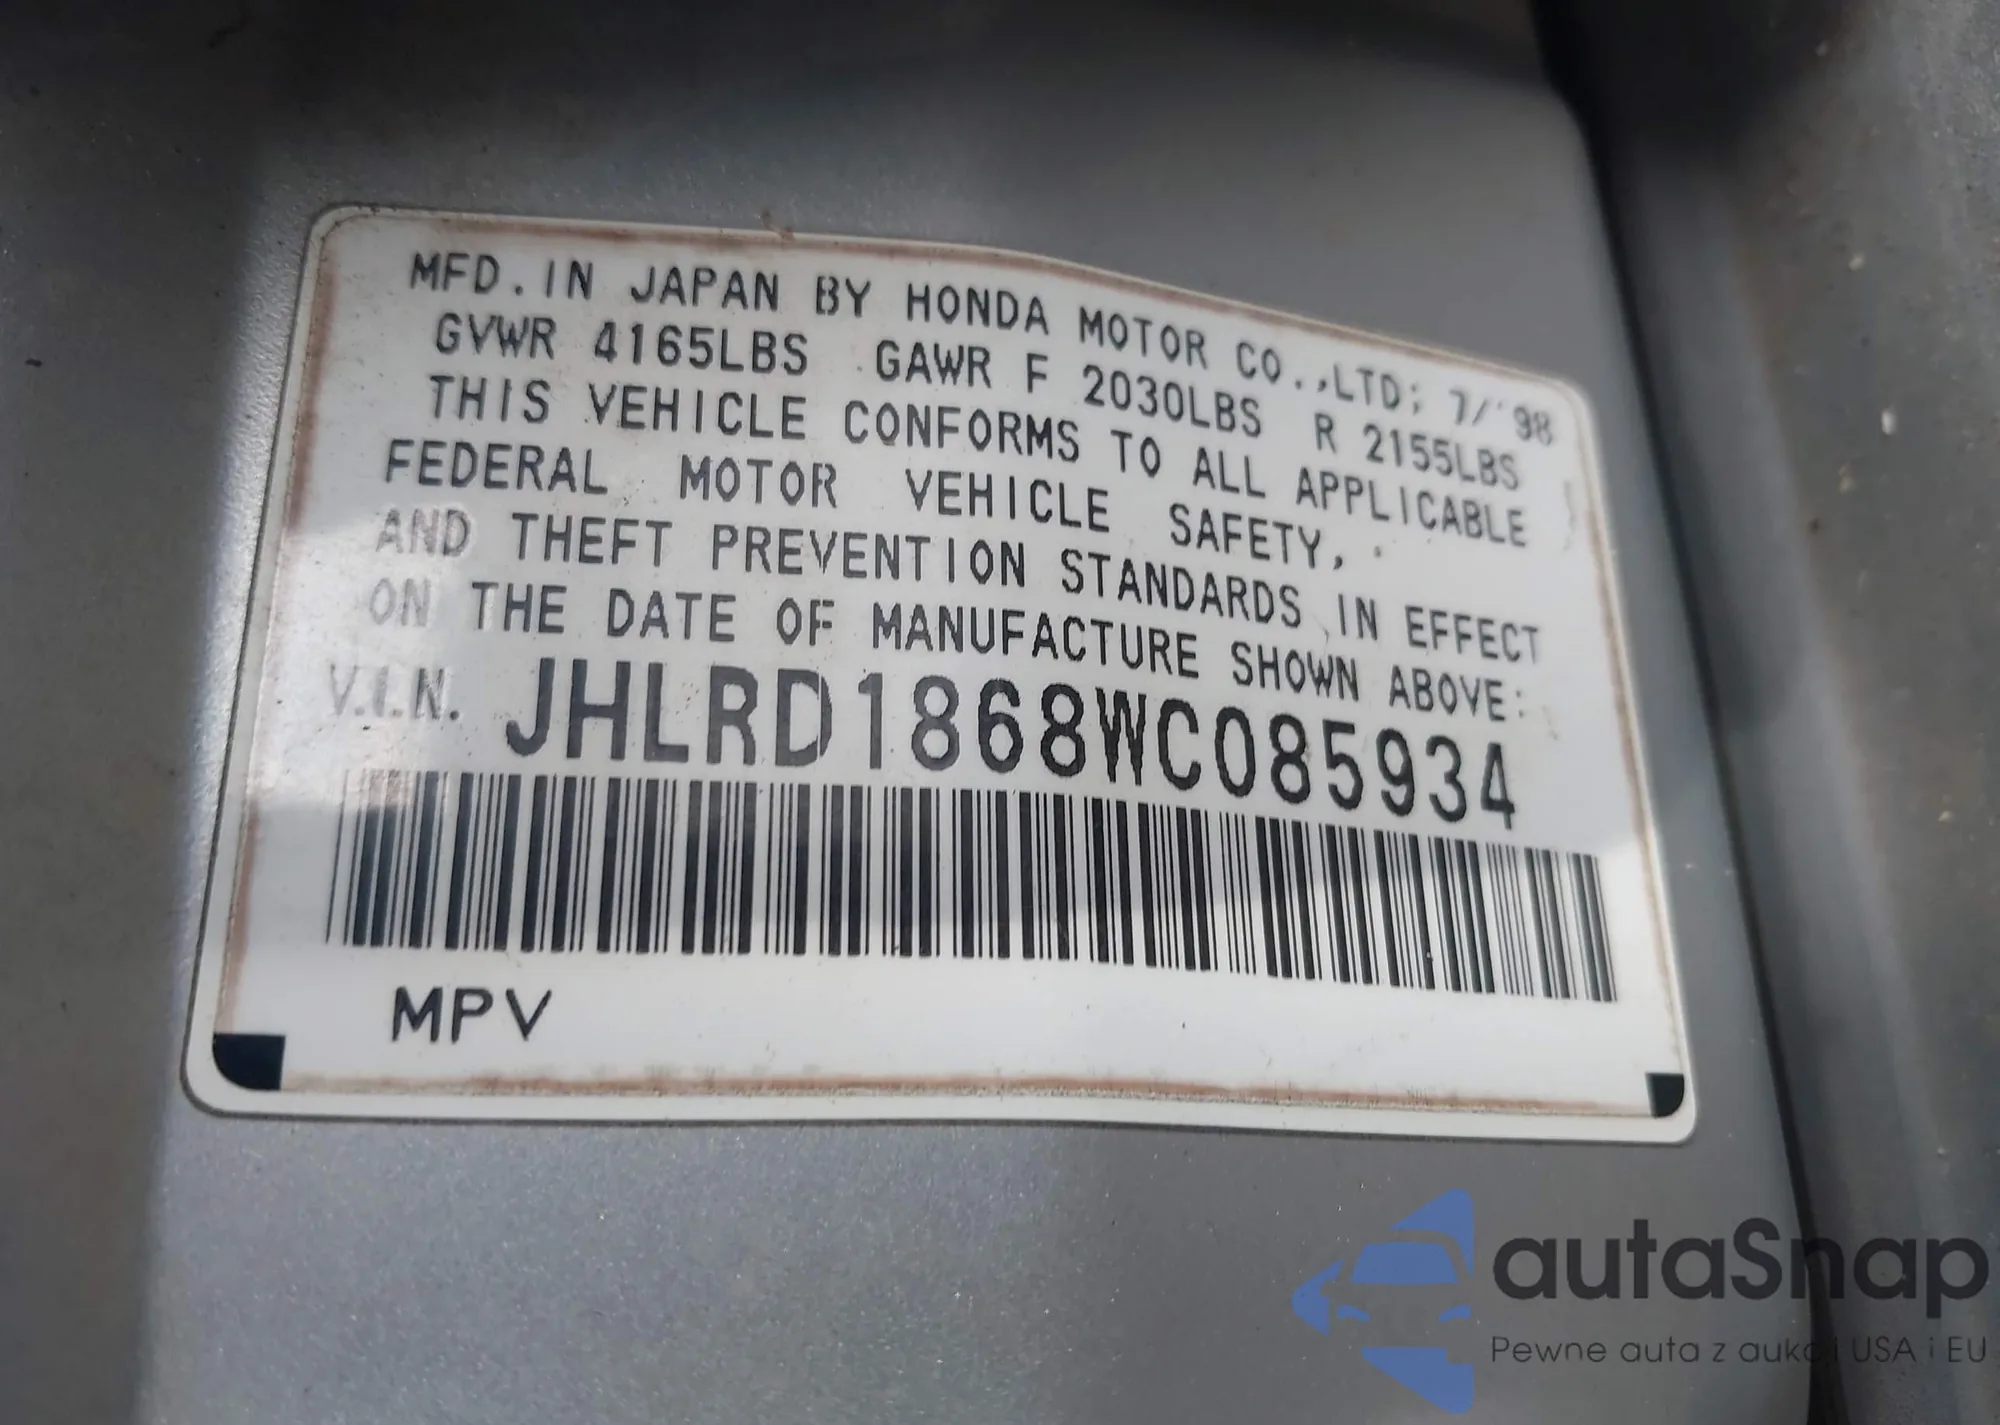 MFD. IN JAPAN BY HONDA MOTOR CO.,LTD; 7/'98
GVWR 4165LBS GAWR F 2030LBS R 2155LBS
THIS VEHICLE CONFORMS TO ALL APPLICABLE
FEDERAL MOTOR VEHICLE SAFETY,
AND THEFT PREVENTION STANDARDS IN EFFECT
ON THE DATE OF MANUFACTURE SHOWN ABOVE:
V.I.N. JHLRD1868WC085934
MPV
autaSnap
Pewne auta z aukcji USA i EU